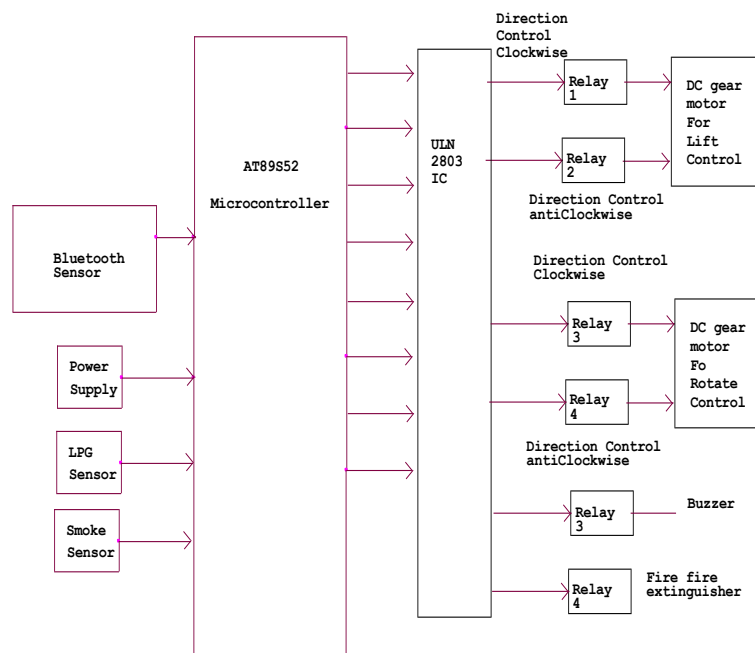 Direction
Control
Clockwise
Relay
1
DC gear
motor
For
Lift
Control
AT89S52
Microcontroller
ULN
2803
IC
Relay
2
Direction Control
antiClockwise
Bluetooth
Sensor
Direction Control
Clockwise
Relay
3
DC gear
motor
Fo
Rotate
Control
Power
Supply
Relay
4
Direction Control
antiClockwise
LPG
Sensor
Smoke
Sensor
Relay
3
Buzzer
Relay
4
Fire fire
extinguisher